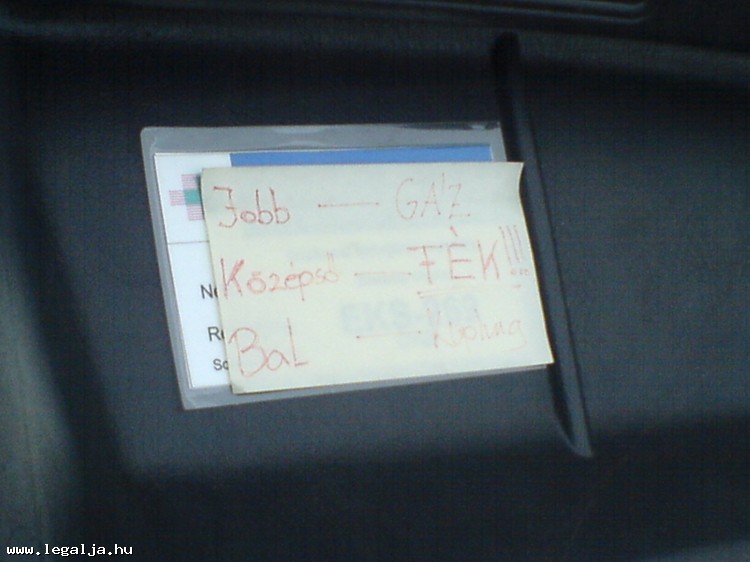 Jobb — GÁZ
Középső — FÉK!!!
Bal — kuplung
www.legalja.hu